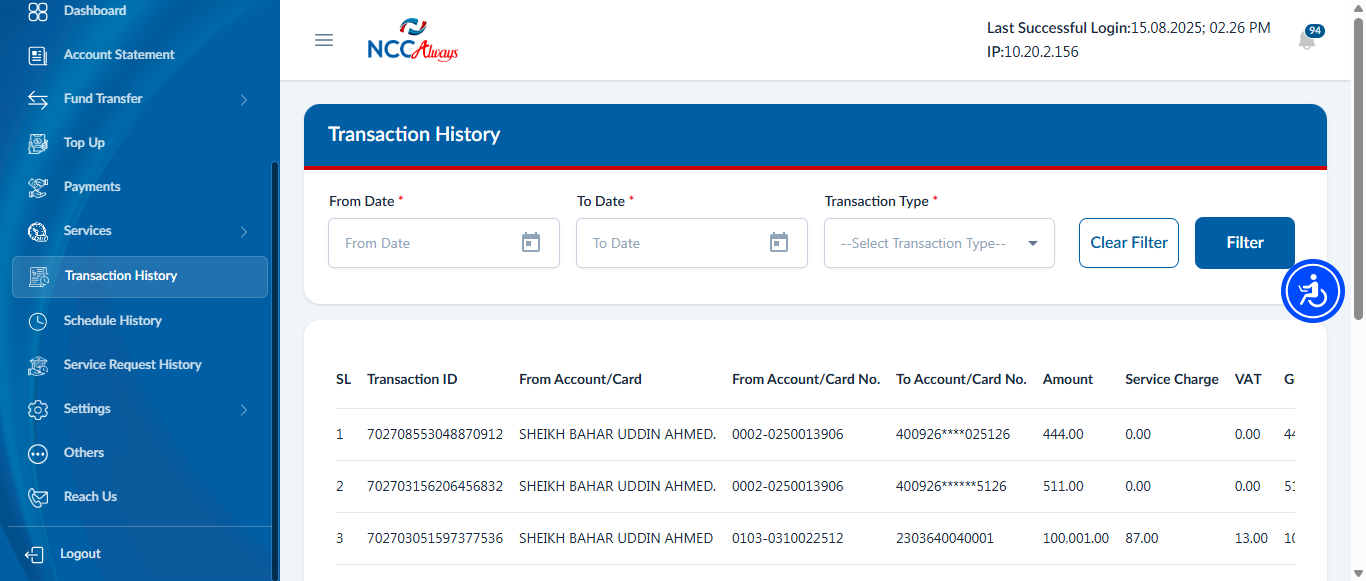 Dashboard
Account Statement
Fund Transfer
Top Up
Payments
Services
Transaction History
Schedule History
Service Request History
Settings
Others
Reach Us
Logout
NCC Always
Last Successful Login:15.08.2025; 02.26 PM
IP:10.20.2.156
94
Transaction History
From Date * To Date * Transaction Type *
From Date To Date --Select Transaction Type-- Clear Filter Filter
SL Transaction ID From Account/Card From Account/Card No. To Account/Card No. Amount Service Charge VAT
1 702708553048870912 SHEIKH BAHAR UDDIN AHMED. 0002-0250013906 400926****025126 444.00 0.00 0.00
2 702703156206456832 SHEIKH BAHAR UDDIN AHMED. 0002-0250013906 400926******5126 511.00 0.00 0.00
3 702703051597377536 SHEIKH BAHAR UDDIN AHMED 0103-0310022512 2303640040001 100,001.00 87.00 13.00